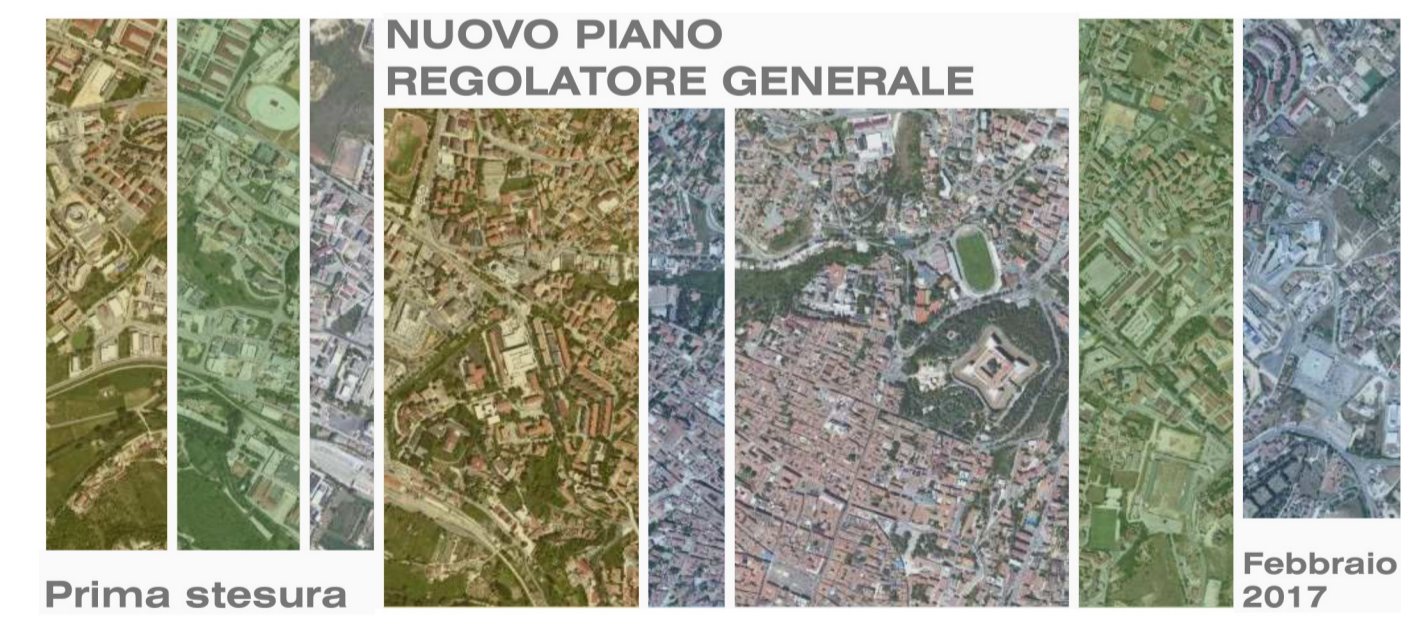 NUOVO PIANO
REGOLATORE GENERALE
Prima stesura
Febbraio
2017